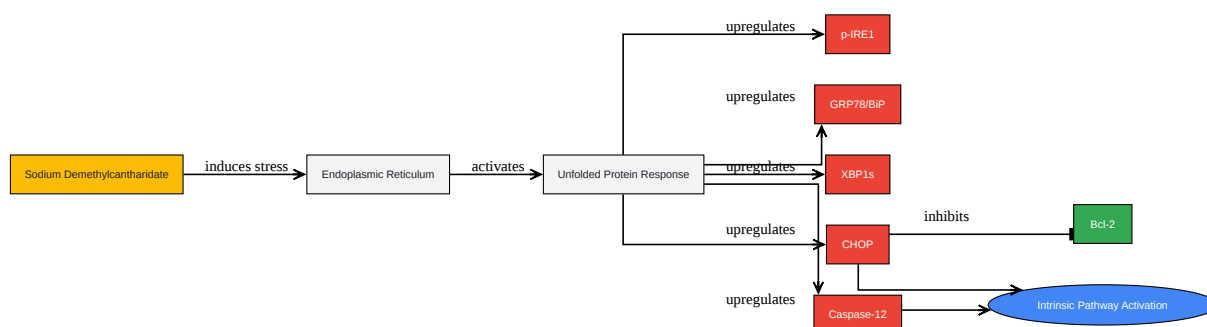 upregulates
p-IRE1
upregulates
GRP78/BiP
Sodium Demethylcantharidate
induces stress
Endoplasmic Reticulum
activates
Unfolded Protein Response
upregulates
XBP1s
upregulates
CHOP
inhibits
Bcl-2
upregulates
Caspase-12
Intrinsic Pathway Activation